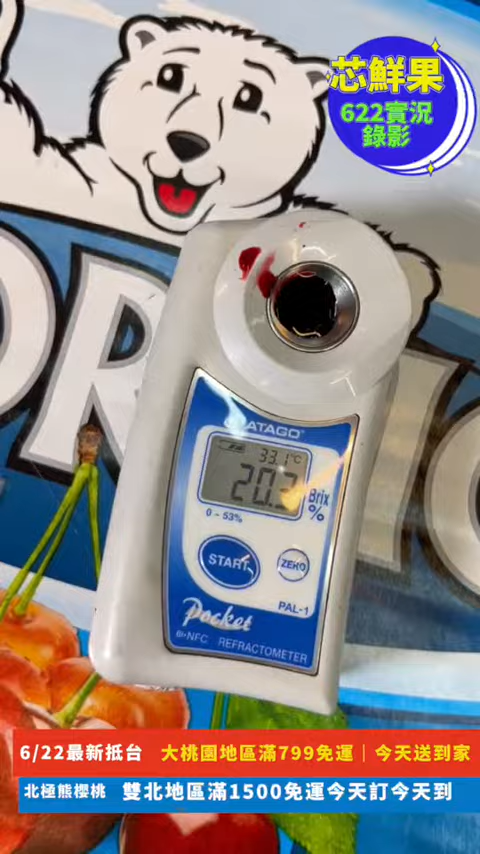 芯鮮果
622實況
錄影
ATAGO
33.1°C
20.3
Brix
%
0 - 53%
START
ZERO
PAL-1
Pocket
NFC REFRACTOMETER
6/22最新抵台 大桃園地區滿799免運｜今天送到家
北極熊櫻桃 雙北地區滿1500免運今天訂今天到